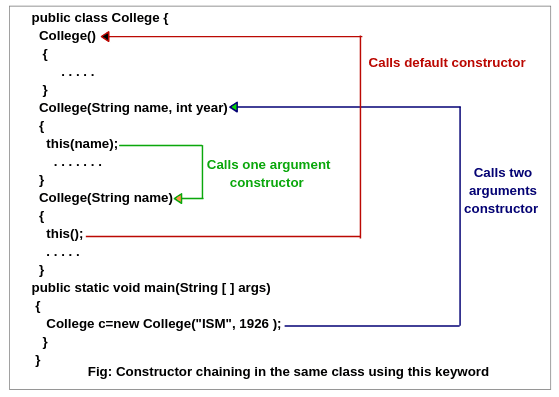 public class College {
College()
{
. . . . .
}
Calls default constructor
College(String name, int year)
{
this(name);
. . . . . . .
}
Calls one argument
constructor
Calls two
arguments
constructor
College(String name)
{
this();
. . . . .
}
public static void main(String [ ] args)
{
College c=new College("ISM", 1926 );
}
}
Fig: Constructor chaining in the same class using this keyword